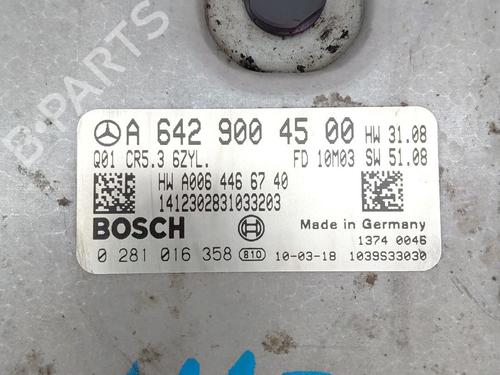 B-PARTS
A 642 900 45 00 HW 31.08
Q01 CR5.3 6ZYL. FD 10M03 SW 51.08
HW A006 446 67 40
1412302831033203
BOSCH
Made in Germany
1374 0046
0 281 016 358 B10 10-03-18 1039S33030